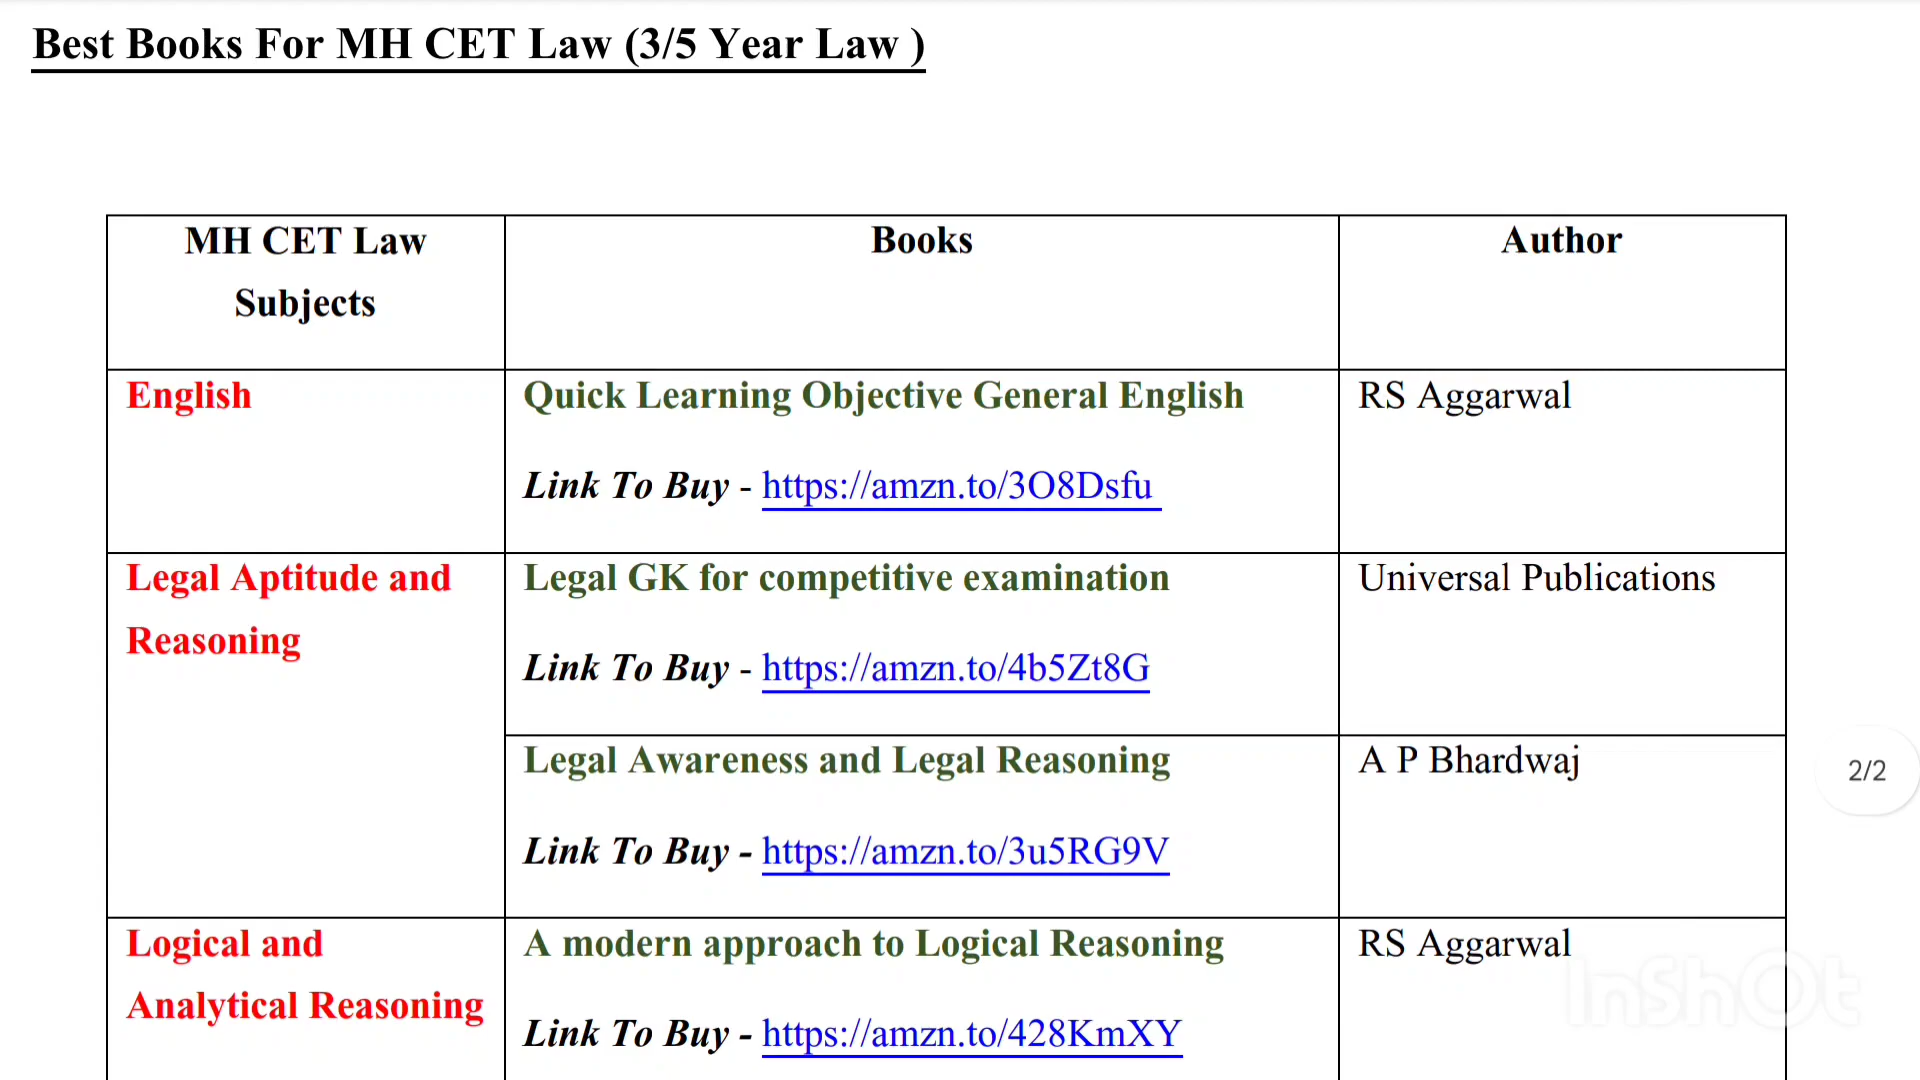 Best Books For MH CET Law (3/5 Year Law )
MH CET Law
Subjects
Books
Author
English
Quick Learning Objective General English
Link To Buy - https://amzn.to/3O8Dsfu
RS Aggarwal
Legal Aptitude and
Reasoning
Legal GK for competitive examination
Link To Buy - https://amzn.to/4b5Zt8G
Universal Publications
Legal Awareness and Legal Reasoning
Link To Buy - https://amzn.to/3u5RG9V
A P Bhardwaj
2/2
Logical and
Analytical Reasoning
A modern approach to Logical Reasoning
Link To Buy - https://amzn.to/428KmXY
RS Aggarwal
InShOt